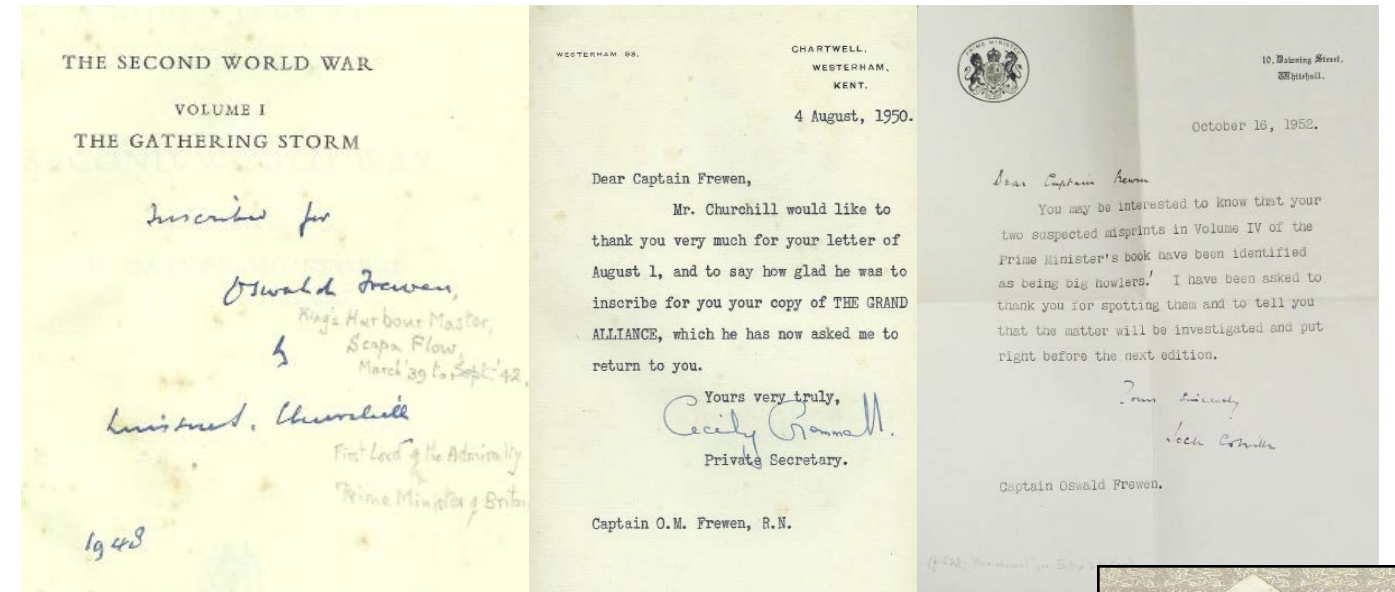 THE SECOND WORLD WAR
VOLUME I
THE GATHERING STORM
Inscribed for
Oswald Frewen,
King's Harbour Master,
Scapa Flow,
March '39 to Sept. '42,
by
Winston S. Churchill
First Lord of the Admiralty
Prime Minister of Britain
1948
WESTERHAM 93.
CHARTWELL,
WESTERHAM,
KENT.
4 August, 1950.
Dear Captain Frewen,
Mr. Churchill would like to
thank you very much for your letter of
August 1, and to say how glad he was to
inscribe for you your copy of THE GRAND
ALLIANCE, which he has now asked me to
return to you.
Yours very truly,
Cecily Gemmell.
Private Secretary.
Captain O.M. Frewen, R.N.
PRIME MINISTER
10, Downing Street,
Whitehall.
October 16, 1952.
Dear Captain Frewen
You may be interested to know that your
two suspected misprints in Volume IV of the
Prime Minister's book have been identified
as being big howlers! I have been asked to
thank you for spotting them and to tell you
that the matter will be investigated and put
right before the next edition.
Yours sincerely
Jock Colville
Captain Oswald Frewen.